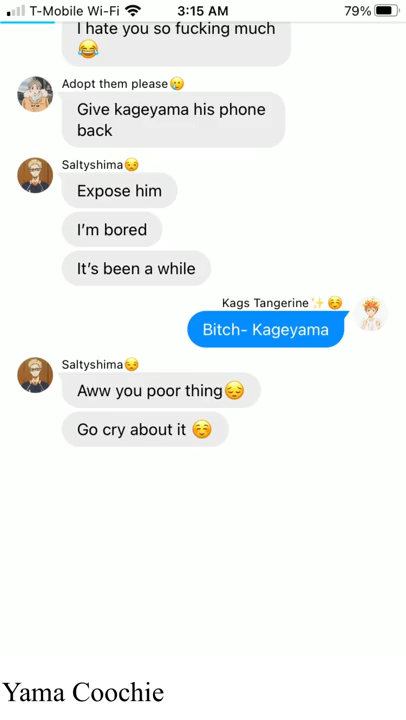 T-Mobile Wi-Fi 3:15 AM 79%
I hate you so fucking much
😂
Adopt them please🥲
Give kageyama his phone
back
Saltyshima😒
Expose him
I'm bored
It's been a while
Kags Tangerine✨☺️
Bitch- Kageyama
Saltyshima😒
Aww you poor thing😔
Go cry about it ☺️
Yama Coochie